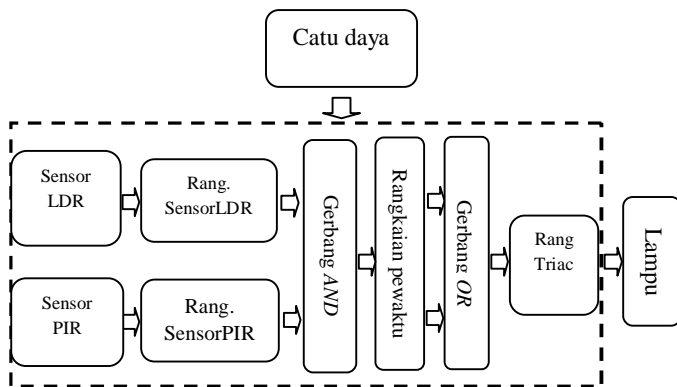 Catu daya
Sensor
LDR
Rang.
SensorLDR
Sensor
PIR
Rang.
SensorPIR
Gerbang AND
Rangkaian pewaktu
Gerbang OR
Rang
Triac
Lampu